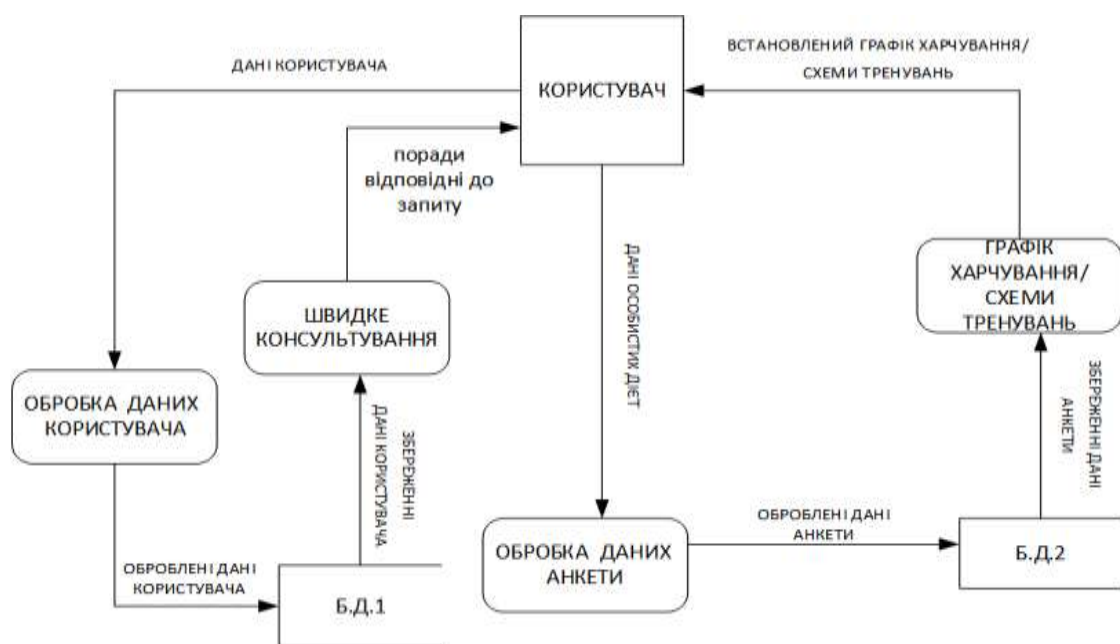 ВСТАНОВЛЕНИЙ ГРАФІК ХАРЧУВАННЯ/
СХЕМИ ТРЕНУВАНЬ
ДАНІ КОРИСТУВАЧА
КОРИСТУВАЧ
поради
відповідні до
запиту
ДАНІ ОСОБИСТИХ ДІЄТ
ГРАФІК
ХАРЧУВАННЯ/
СХЕМИ
ТРЕНУВАНЬ
ШВИДКЕ
КОНСУЛЬТУВАННЯ
ОБРОБКА ДАНИХ
КОРИСТУВАЧА
ЗБЕРЕЖЕННІ
ДАНІ КОРИСТУВАЧА
ЗБЕРЕЖЕННІ ДАНІ
АНКЕТИ
ОБРОБЛЕНІ ДАНІ
АНКЕТИ
ОБРОБКА ДАНИХ
АНКЕТИ
Б.Д.2
ОБРОБЛЕНІ ДАНІ
КОРИСТУВАЧА
Б.Д.1